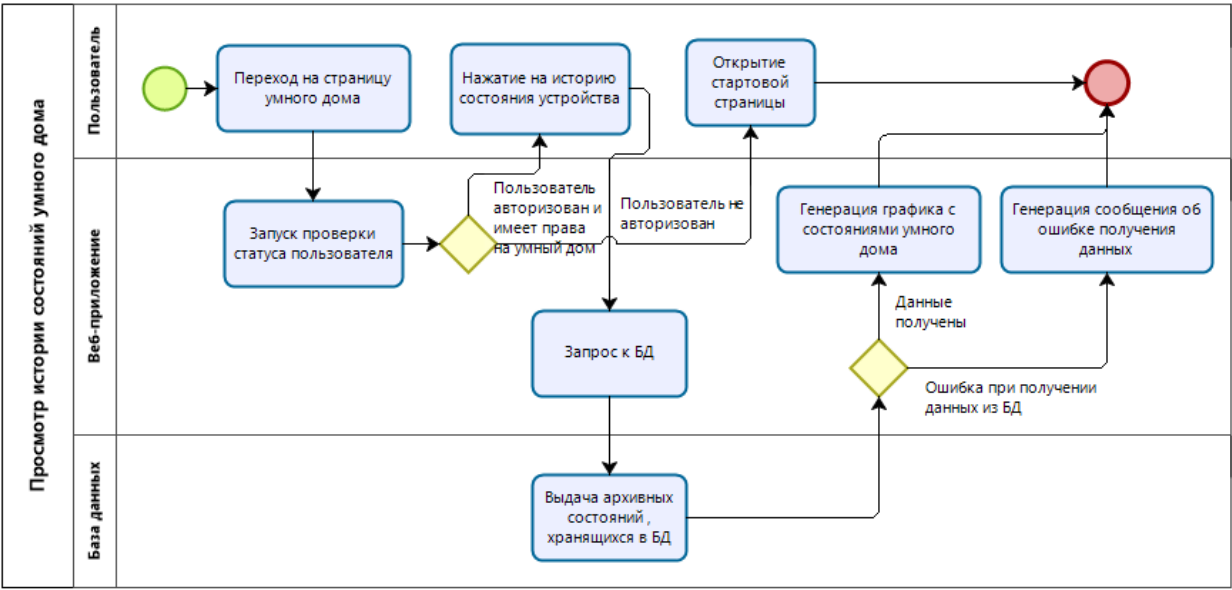 Просмотр истории состояний умного дома
Пользователь
Переход на страницу
умного дома
Нажатие на историю
состояния устройства
Открытие
стартовой
страницы
Веб-приложение
Запуск проверки
статуса пользователя
Пользователь
авторизован и
имеет права
на умный дом
Пользователь не
авторизован
Генерация графика с
состояниями умного
дома
Генерация сообщения об
ошибке получения
данных
Запрос к БД
Данные
получены
Ошибка при получении
данных из БД
База данных
Выдача архивных
состояний ,
хранящихся в БД